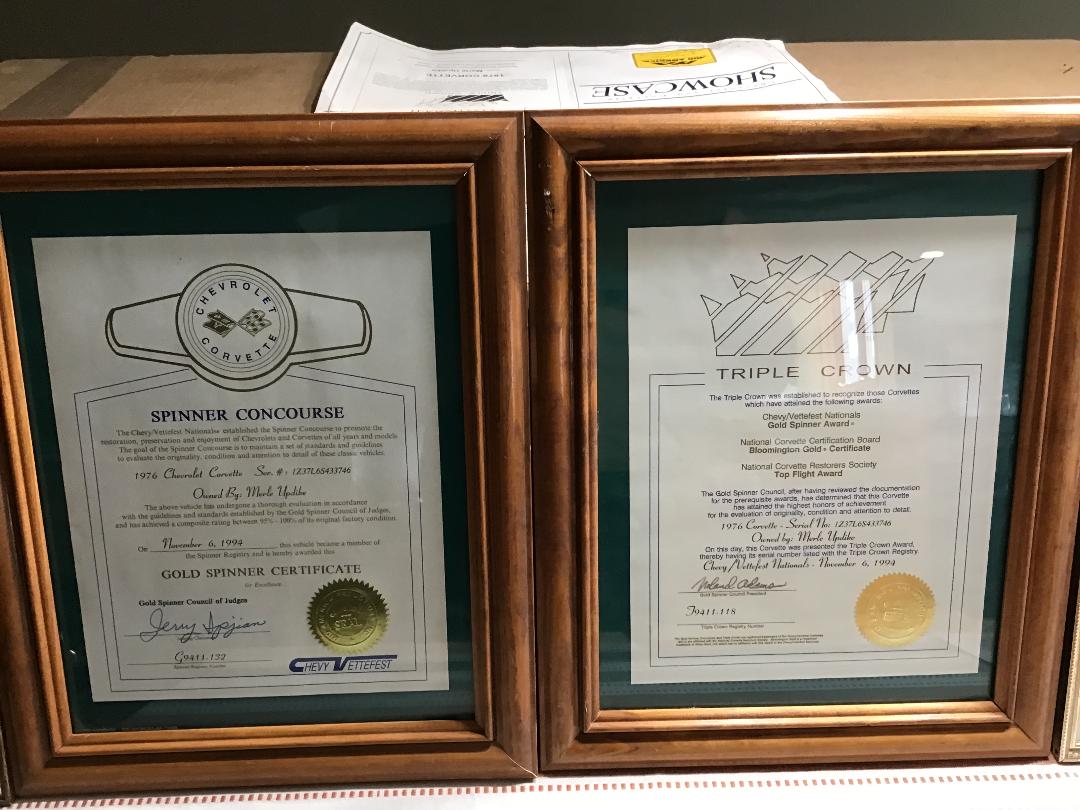 SHOWCASE
1976 CORVETTE
CHEVROLET
CORVETTE
SPINNER CONCOURSE
The Chevy/Vettefest Nationals® established the Spinner Concourse to promote the
restoration, preservation and enjoyment of Chevrolets and Corvettes of all years and models
The goal of the Spinner Concourse is to maintain a set of standards and guidelines
to evaluate the originality, condition and attention to detail of these classic vehicles.
1976 Chevrolet Corvette Ser. #: 1Z37L6S433746
Owned By: Merle Updike
The above vehicle has undergone a thorough evaluation in accordance
with the guidelines and standards established by the Gold Spinner Council of Judges,
and has achieved a composite rating between 95% - 100% of its original factory condition.
On November 6, 1994 this vehicle became a member of
the Spinner Registry and is hereby awarded this
GOLD SPINNER CERTIFICATE
for Excellence.
Gold Spinner Council of Judges
G9411.132
Spinner Registry Number
SEAL
CHEVY VETTEFEST
TRIPLE CROWN
The Triple Crown was established to recognize those Corvettes
which have attained the following awards:
Chevy/Vettefest Nationals
Gold Spinner Award®
National Corvette Certification Board
Bloomington Gold® Certificate
National Corvette Restorers Society
Top Flight Award
The Gold Spinner Council, after having reviewed the documentation
for the prerequisite awards, has determined that this Corvette
has attained the highest honors of achievement
for the evaluation of originality, condition and attention to detail.
1976 Corvette - Serial No: 1Z37L6S433746
Owned by: Merle Updike
On this day, this Corvette was presented the Triple Crown Award,
thereby having its serial number listed with the Triple Crown Registry.
Chevy/Vettefest Nationals - November 6, 1994
Gold Spinner Council President
T9411.118
Triple Crown Registry Number